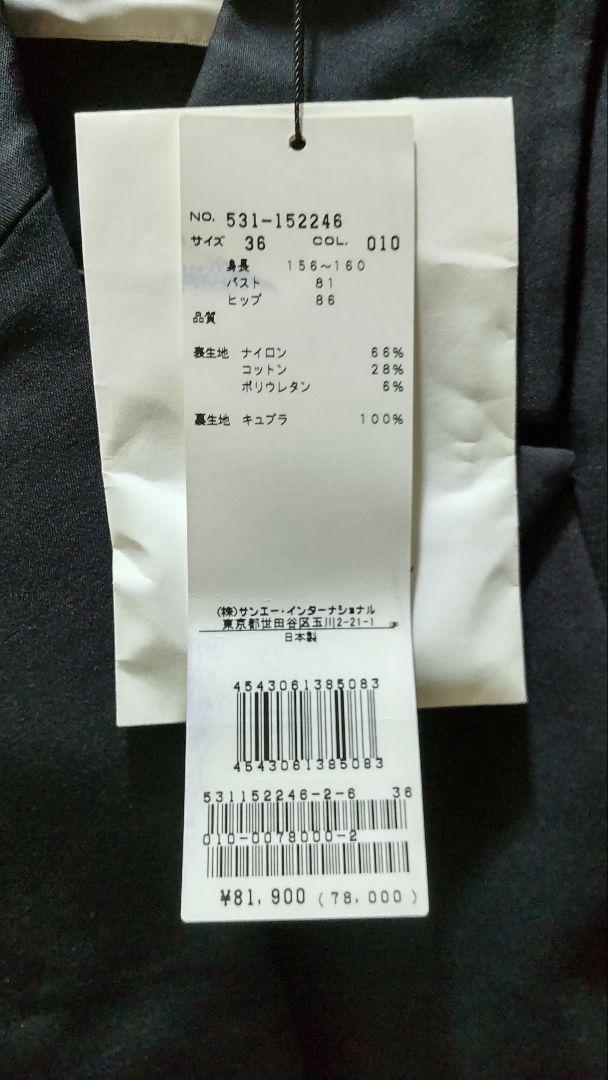 NO. 531-152246
サイズ 36 COL. 010
身長 156~160
バスト 81
ヒップ 86
品質
表生地 ナイロン 66%
コットン 28%
ポリウレタン 6%
裏生地 キュプラ 100%
(株)サンエー・インターナショナル
東京都世田谷区玉川2-21-1
日本製
4543061385083
4543061385083
531152246-2-6 36
010-0078000-2
¥81,900 (78,000)